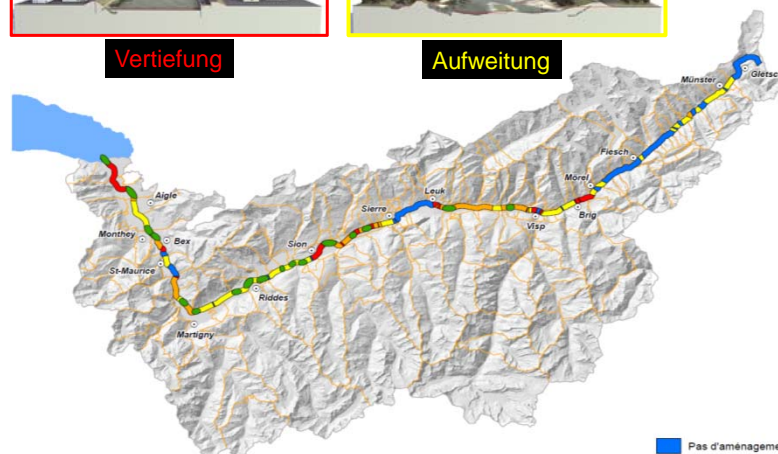 Vertiefung
Aufweitung
Münster
Gletsc
Fiesch
Mörel
Aigle
Leuk
Sierre
Brig
Monthey
Bex
Visp
Sion
St-Maurice
Riddes
Martigny
Pas d'aménageme